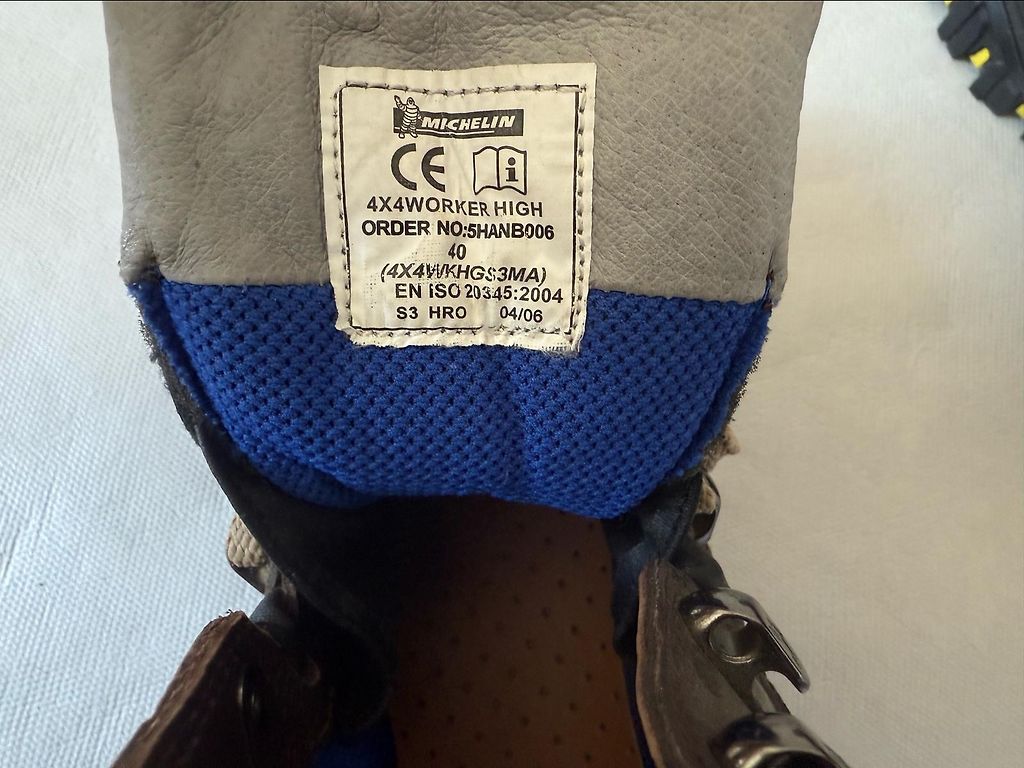 MICHELIN
CE i
4X4WORKER HIGH
ORDER NO:5HANB006
40
(4X4WKHGS3MA)
EN ISO 20345:2004
S3 HRO 04/06